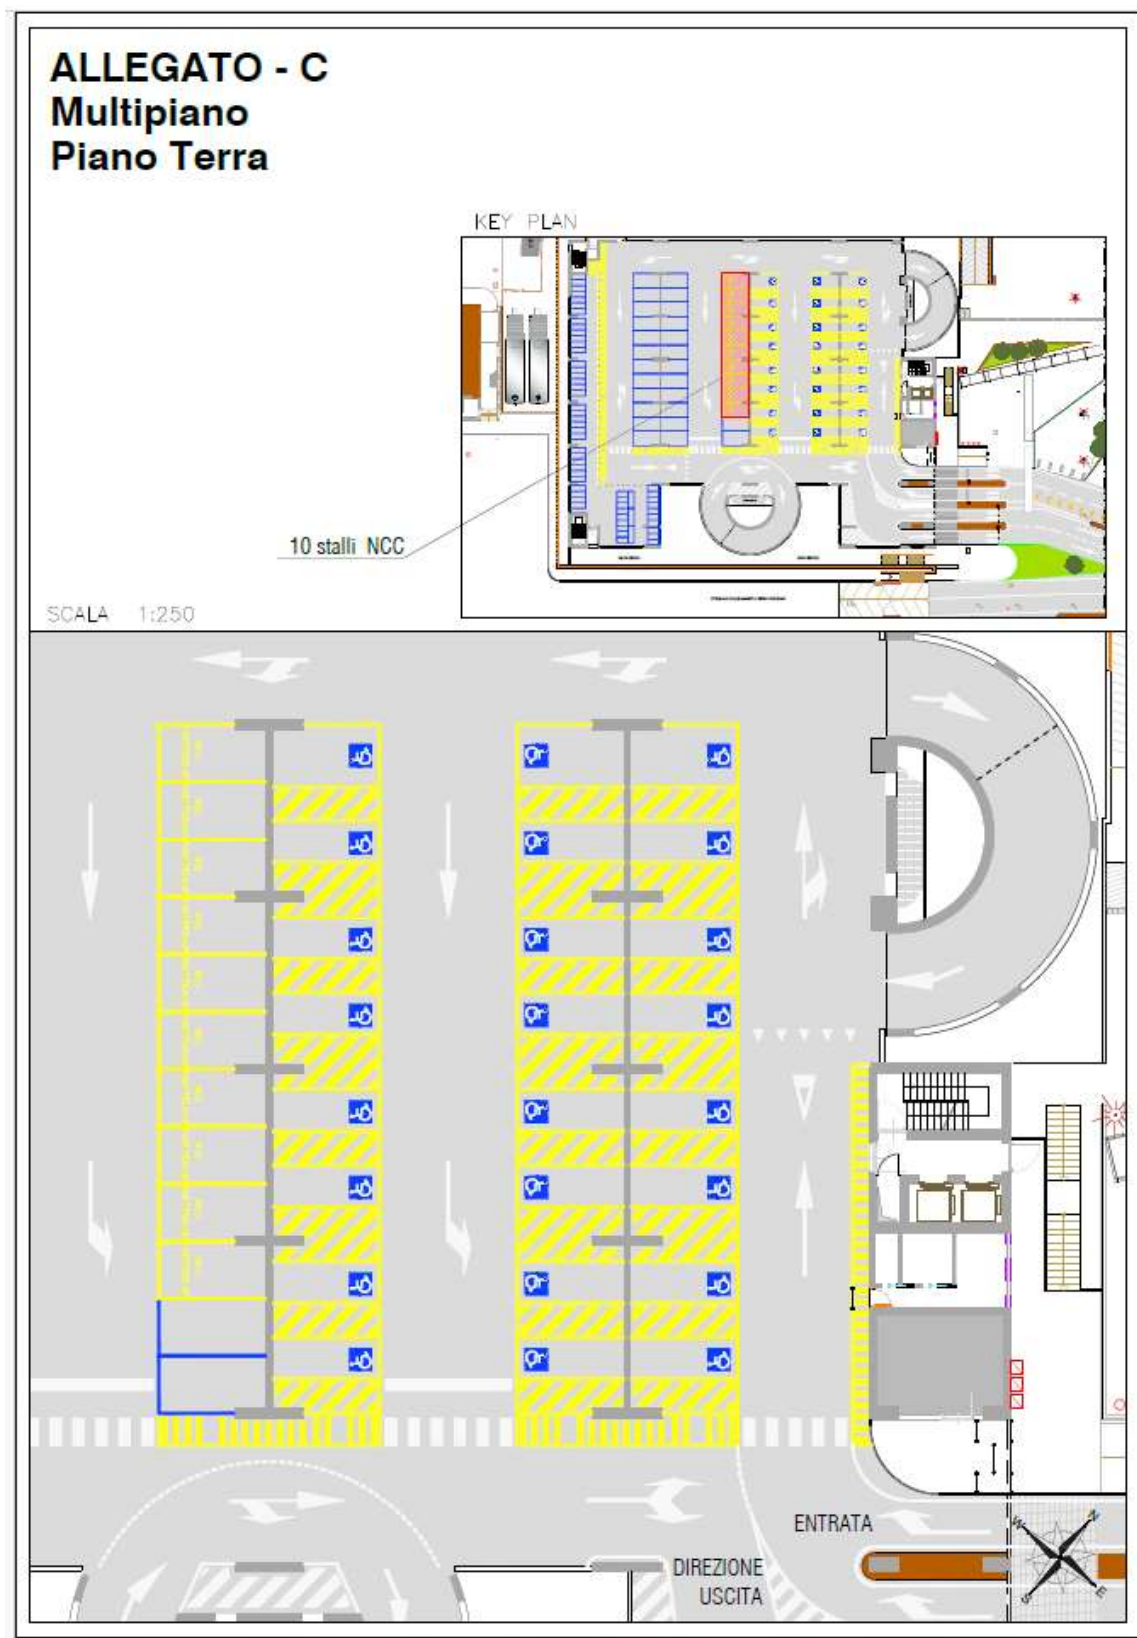 ALLEGATO - C
Multipiano
Piano Terra
KEY PLAN
10 stalli NCC
SCALA 1:250
ENTRATA
DIREZIONE
USCITA
W
N
S
E